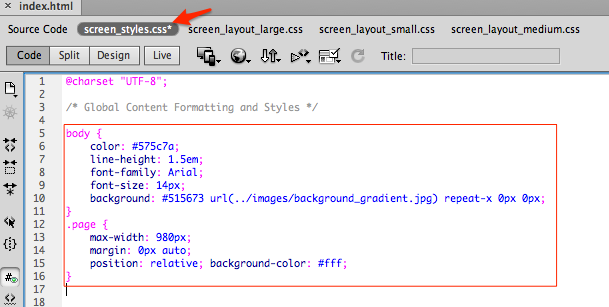 × index.html
Source Code screen_styles.css* screen_layout_large.css screen_layout_small.css screen_layout_medium.css
Code Split Design Live Title:
1 @charset "UTF-8";
2
3 /* Global Content Formatting and Styles */
4
5 body {
6 color: #575c7a;
7 line-height: 1.5em;
8 font-family: Arial;
9 font-size: 14px;
10 background: #515673 url(../images/background_gradient.jpg) repeat-x 0px 0px;
11 }
12 .page {
13 max-width: 980px;
14 margin: 0px auto;
15 position: relative; background-color: #fff;
16 }
17